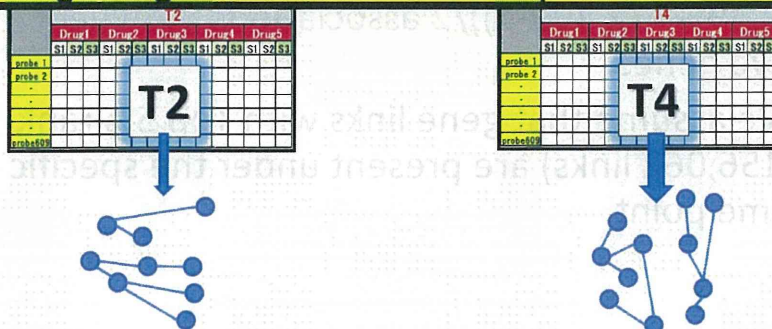 T2
T4
Drug1 Drug2 Drug3 Drug4 Drug5
Drug1 Drug2 Drug3 Drug4 Drug5
S1 S2 S3 S1 S2 S3 S1 S2 S3 S1 S2 S3 S1 S2 S3
S1 S2 S3 S1 S2 S3 S1 S2 S3 S1 S2 S3 S1 S2
probe 1
probe 1
probe 2
probe 2
T2
T4
probe609
probe609